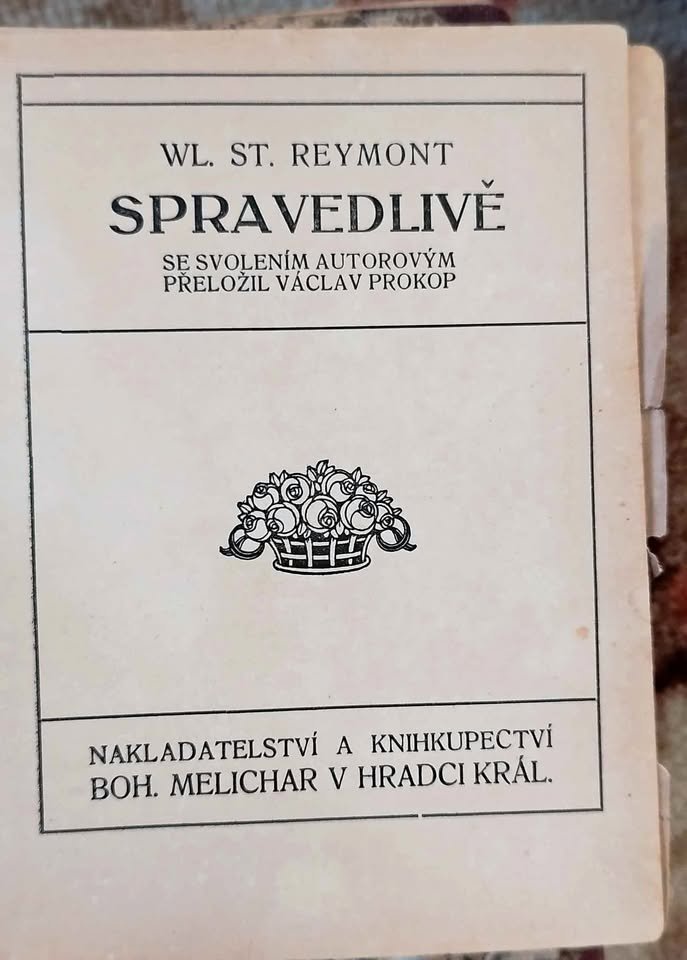 WL. ST. REYMONT
SPRAVEDLIVĚ
SE SVOLENÍM AUTOROVÝM
PŘELOŽIL VÁCLAV PROKOP
NAKLADATELSTVÍ A KNIHKUPECTVÍ
BOH. MELICHAR V HRADCI KRÁL.